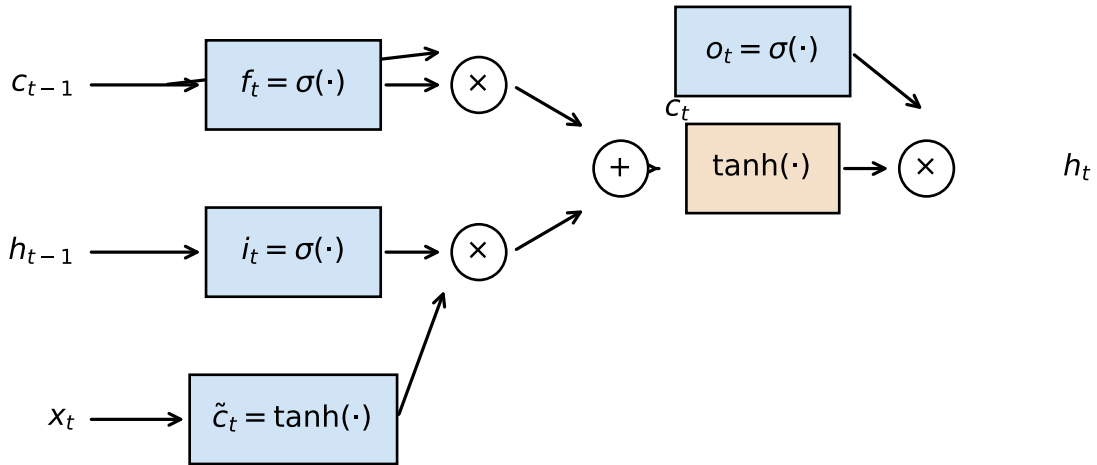 o_t = σ(·)
c_{t−1}
f_t = σ(·)
×
c_t
+
tanh(·)
×
h_t
h_{t−1}
i_t = σ(·)
×
x_t
c̃_t = tanh(·)